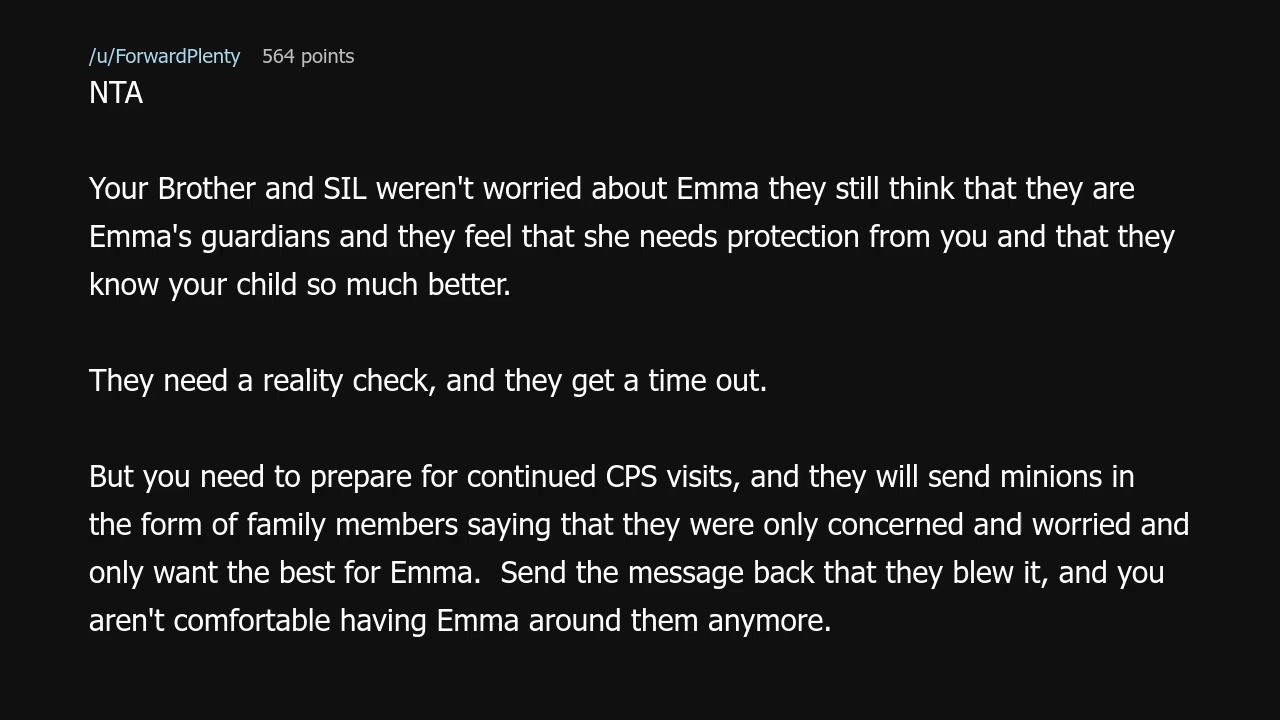 /u/ForwardPlenty 564 points
NTA
Your Brother and SIL weren't worried about Emma they still think that they are
Emma's guardians and they feel that she needs protection from you and that they
know your child so much better.
They need a reality check, and they get a time out.
But you need to prepare for continued CPS visits, and they will send minions in
the form of family members saying that they were only concerned and worried and
only want the best for Emma.  Send the message back that they blew it, and you
aren't comfortable having Emma around them anymore.